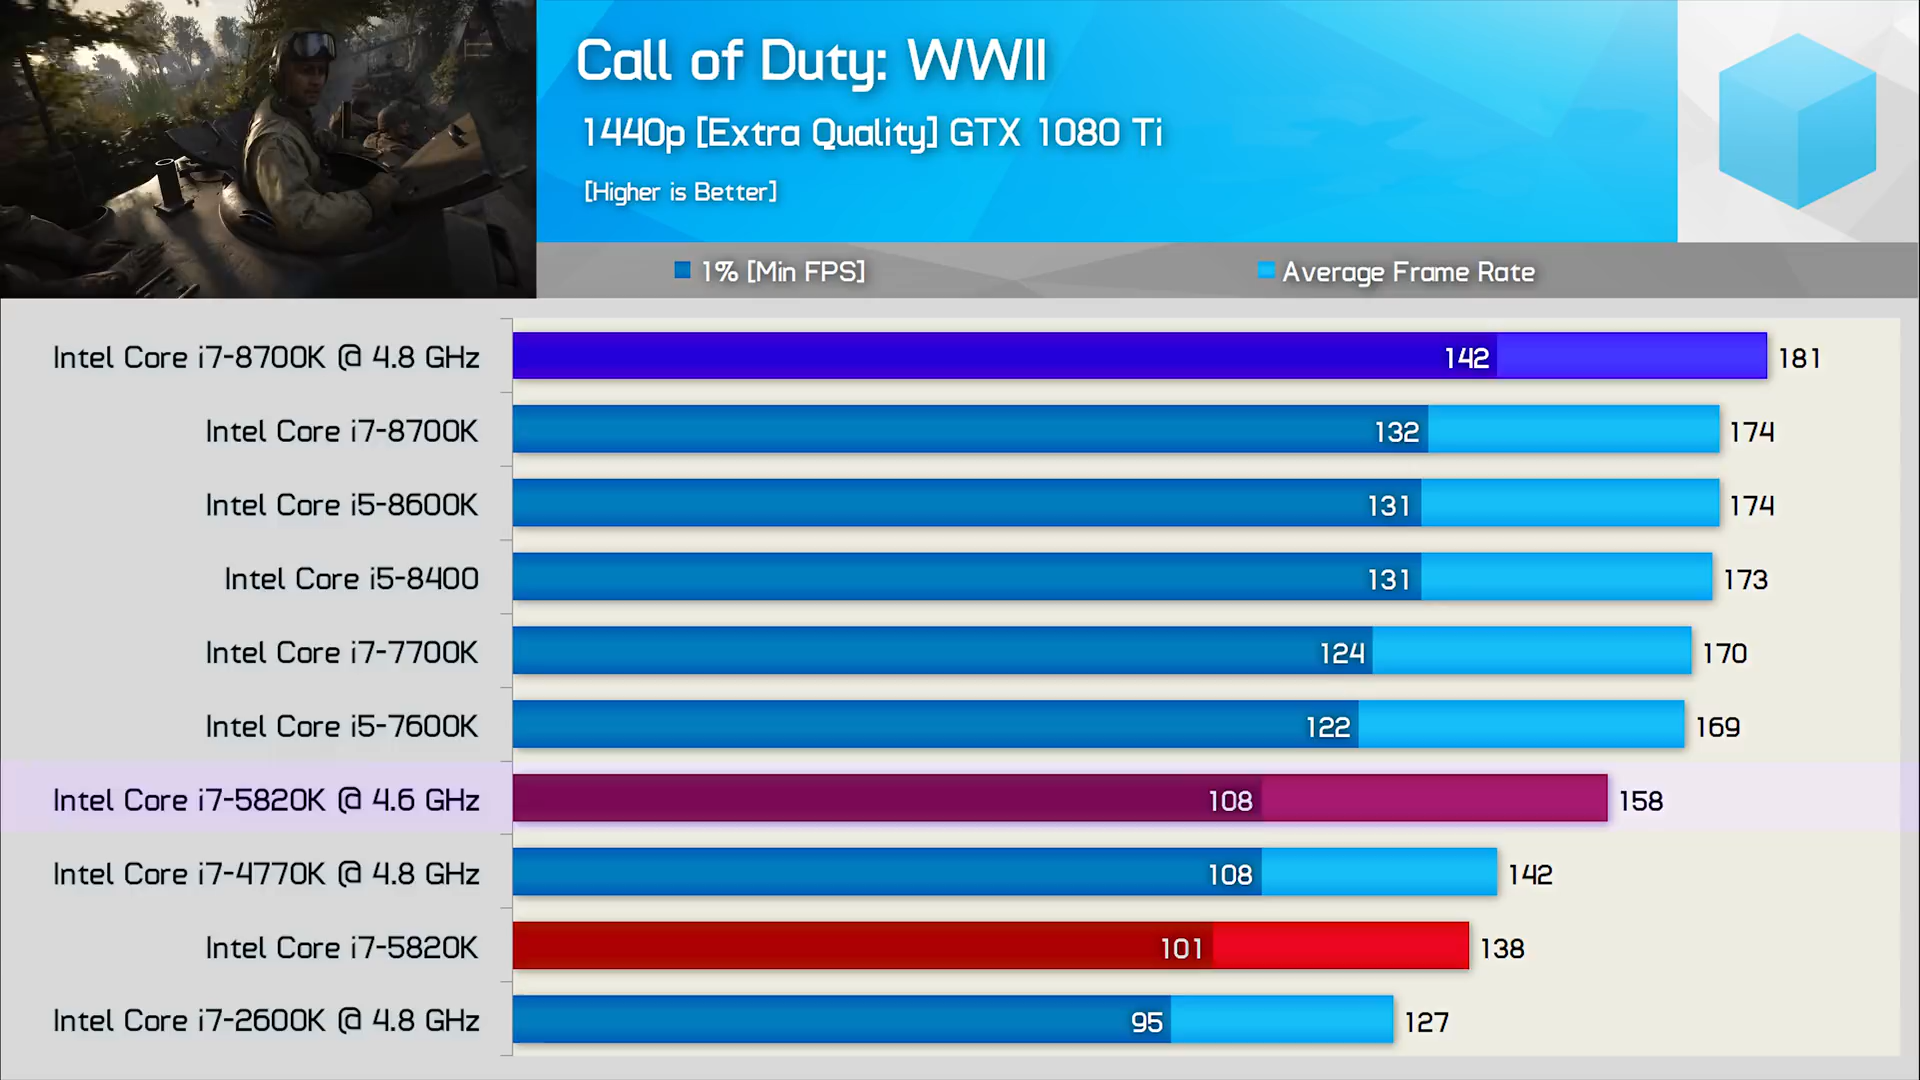 Call of Duty: WWII
1440p [Extra Quality] GTX 1080 Ti
[Higher is Better]
1% [Min FPS] Average Frame Rate
Intel Core i7-8700K @ 4.8 GHz 142 181
Intel Core i7-8700K 132 174
Intel Core i5-8600K 131 174
Intel Core i5-8400 131 173
Intel Core i7-7700K 124 170
Intel Core i5-7600K 122 169
Intel Core i7-5820K @ 4.6 GHz 108 158
Intel Core i7-4770K @ 4.8 GHz 108 142
Intel Core i7-5820K 101 138
Intel Core i7-2600K @ 4.8 GHz 95 127